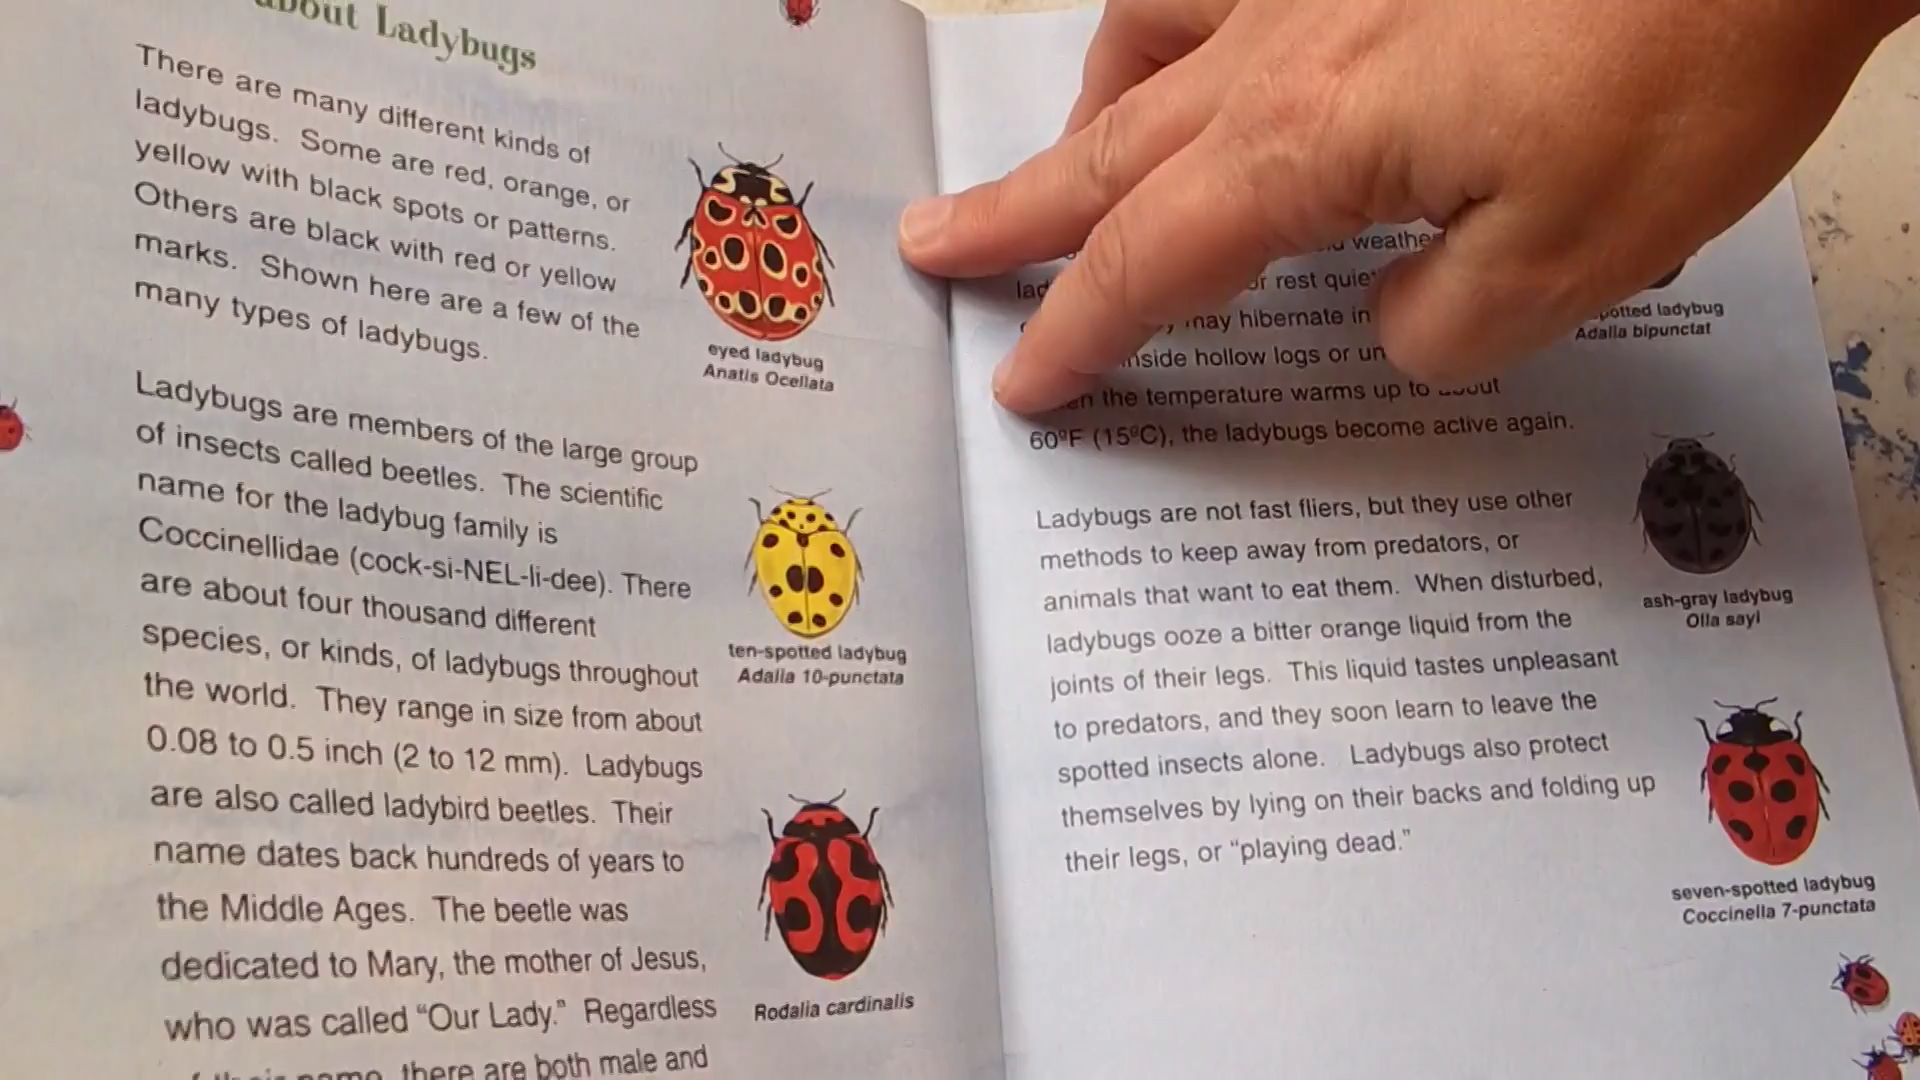 about Ladybugs
There are many different kinds of
ladybugs. Some are red, orange, or
yellow with black spots or patterns.
Others are black with red or yellow
marks. Shown here are a few of the
many types of ladybugs.
eyed ladybug
Anatis Ocellata
Ladybugs are members of the large group
of insects called beetles. The scientific
name for the ladybug family is
Coccinellidae (cock-si-NEL-li-dee). There
are about four thousand different
species, or kinds, of ladybugs throughout
the world. They range in size from about
0.08 to 0.5 inch (2 to 12 mm). Ladybugs
are also called ladybird beetles. Their
name dates back hundreds of years to
the Middle Ages. The beetle was
dedicated to Mary, the mother of Jesus,
who was called “Our Lady.” Regardless
name, there are both male and
ten-spotted ladybug
Adalia 10-punctata
Rodalia cardinalis
weather
or rest
may hibernate in
inside hollow logs or
the temperature warms up to about
60ºF (15ºC), the ladybugs become active again.
Ladybugs are not fast fliers, but they use other
methods to keep away from predators, or
animals that want to eat them. When disturbed,
ladybugs ooze a bitter orange liquid from the
joints of their legs. This liquid tastes unpleasant
to predators, and they soon learn to leave the
spotted insects alone. Ladybugs also protect
themselves by lying on their backs and folding up
their legs, or “playing dead.”
ladybug
Adalia bipunctat
ash-gray ladybug
Olla sayi
seven-spotted ladybug
Coccinella 7-punctata